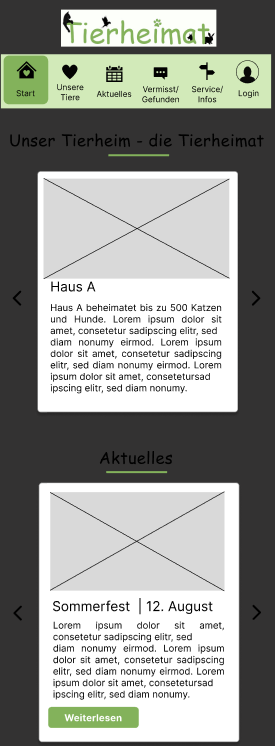 Tierheimat
Start
Unsere
Tiere
Aktuelles
Vermisst/
Gefunden
Service/
Infos
Login
Unser Tierheim - die Tierheimat
Haus A
Haus A beheimatet bis zu 500 Katzen
und Hunde. Lorem ipsum dolor sit
amet, consetetur sadipscing elitr, sed
diam nonumy eirmod. Lorem ipsum
dolor sit amet, consetetur sadipscing
elitr, sed diam nonumy eirmod. Lorem
ipsum dolor sit amet, consetetursad
ipscing elitr, sed diam nonumy.
Aktuelles
Sommerfest | 12. August
Lorem ipsum dolor sit amet,
consetetur sadipscing elitr, sed
diam nonumy eirmod. Lorem ipsum
dolor sit amet, consetetur sadipscing
elitr, sed diam nonumy eirmod. Lorem
ipsum dolor sit amet, consetetursad
ipscing elitr, sed diam nonumy.
Weiterlesen